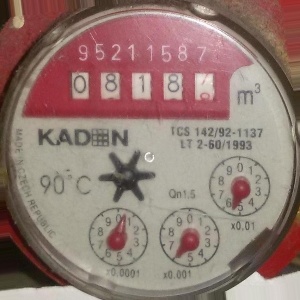 95211587
0818
m³
KADEN
TCS 142/92-1137
LT 2-60/1993
MADE IN CZECH REPUBLIC
90°C
Qn1.5
x0.01
x0.0001
x0.001